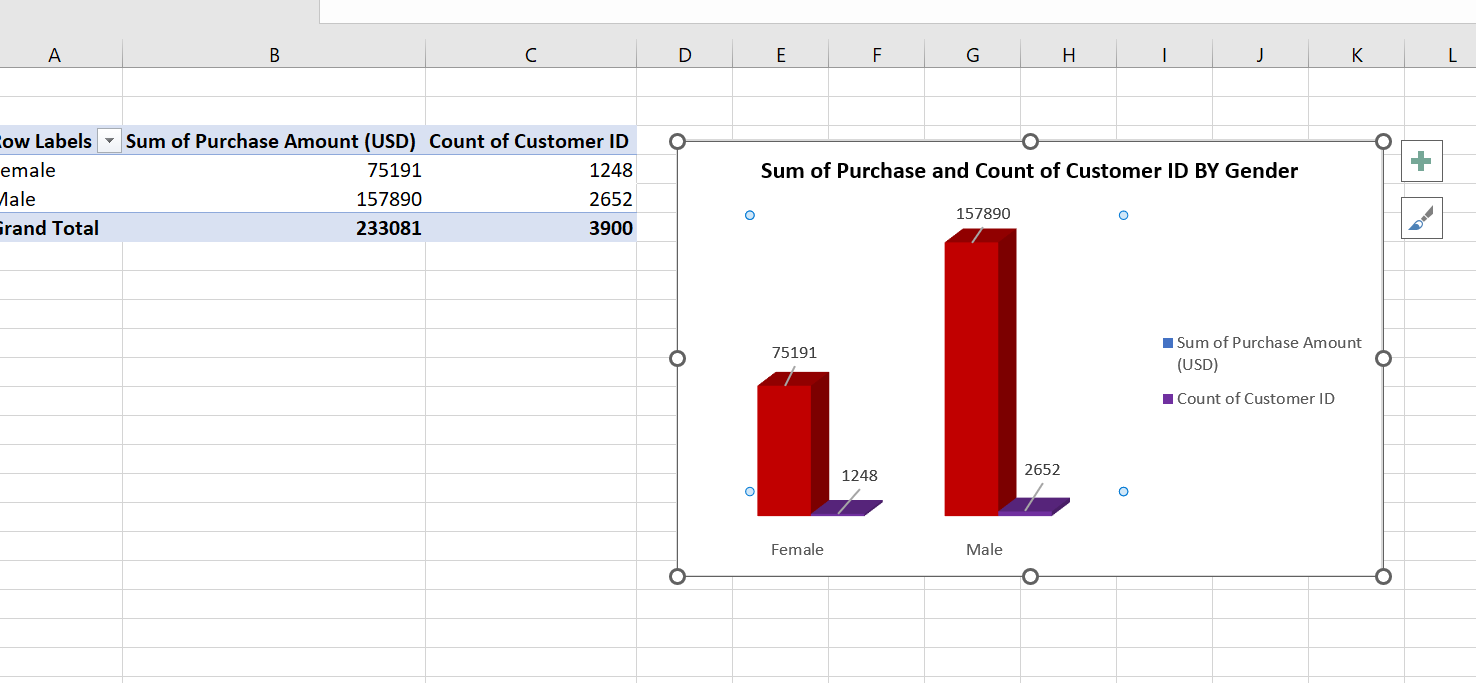 A B C D E F G H I J K L
ow Labels Sum of Purchase Amount (USD) Count of Customer ID
emale 75191 1248
Male 157890 2652
Grand Total 233081 3900
Sum of Purchase and Count of Customer ID BY Gender
157890
75191
2652
1248
Sum of Purchase Amount
(USD)
Count of Customer ID
Female Male